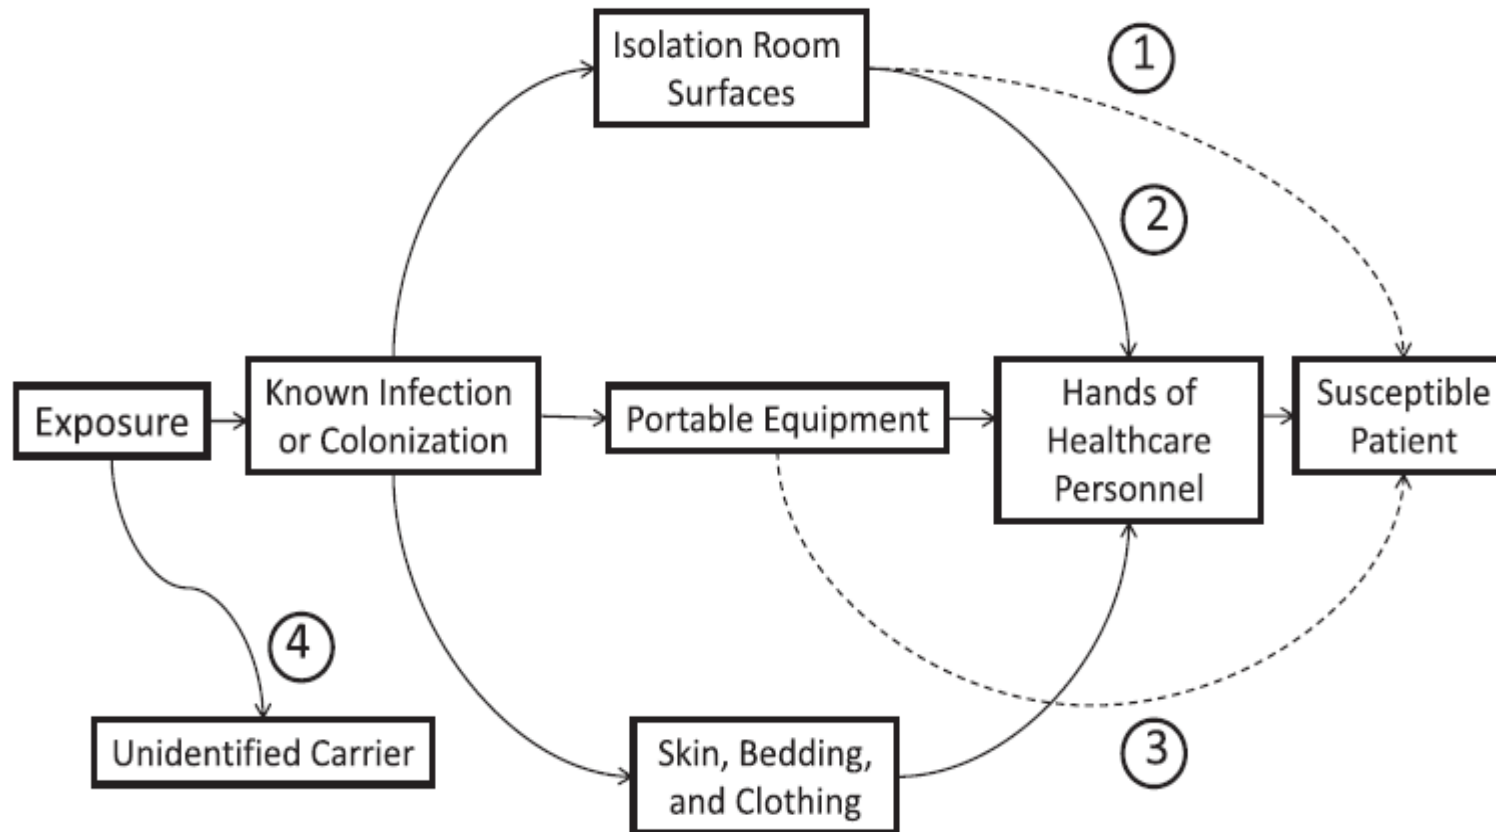 Isolation Room
Surfaces
1
2
Exposure
Known Infection
or Colonization
Portable Equipment
Hands of
Healthcare
Personnel
Susceptible
Patient
4
Unidentified Carrier
Skin, Bedding,
and Clothing
3